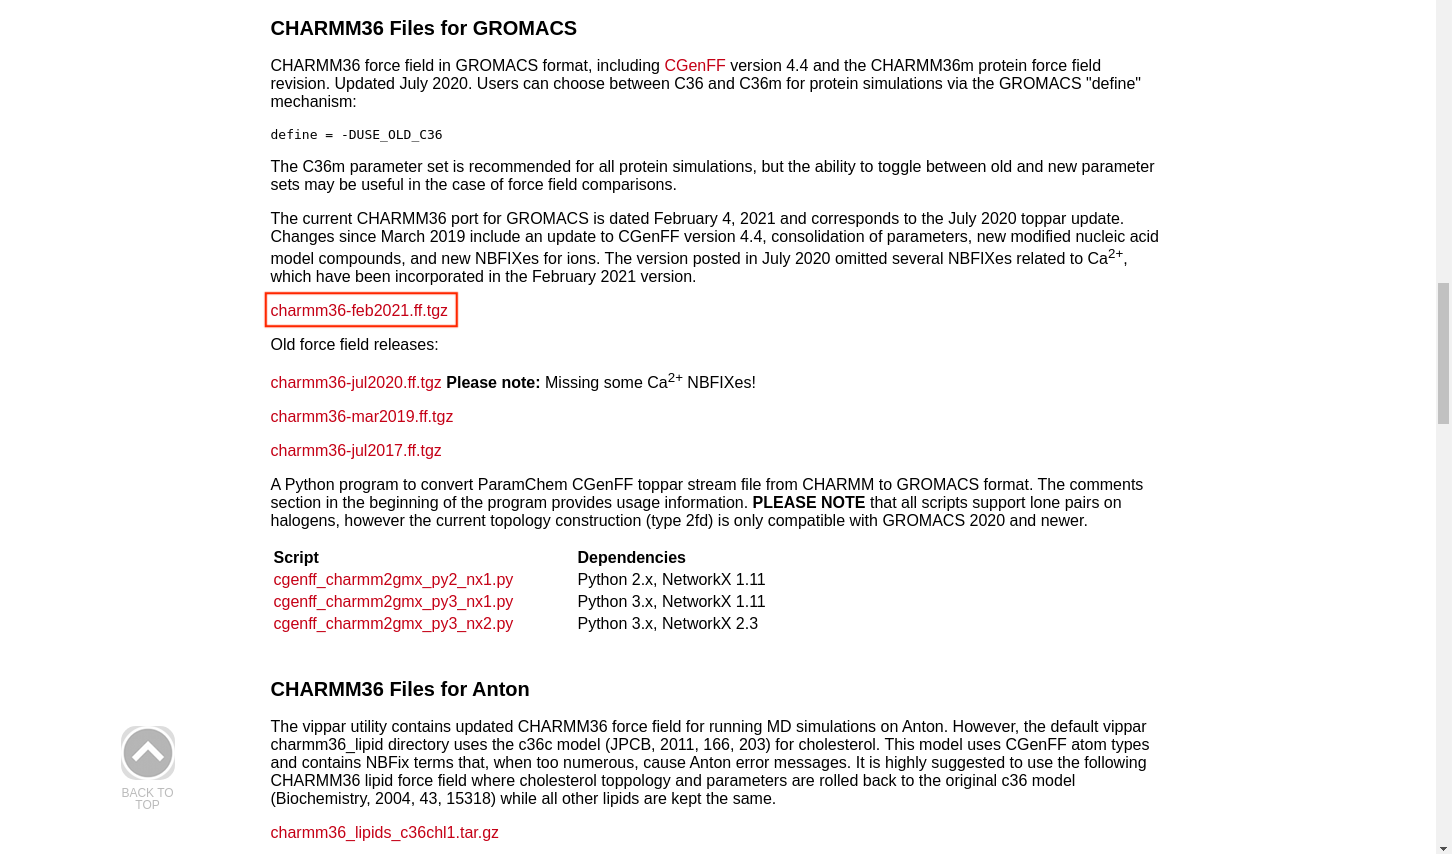 CHARMM36 Files for GROMACS
CHARMM36 force field in GROMACS format, including CGenFF version 4.4 and the CHARMM36m protein force field
revision. Updated July 2020. Users can choose between C36 and C36m for protein simulations via the GROMACS "define"
mechanism:
define = -DUSE_OLD_C36
The C36m parameter set is recommended for all protein simulations, but the ability to toggle between old and new parameter
sets may be useful in the case of force field comparisons.
The current CHARMM36 port for GROMACS is dated February 4, 2021 and corresponds to the July 2020 toppar update.
Changes since March 2019 include an update to CGenFF version 4.4, consolidation of parameters, new modified nucleic acid
model compounds, and new NBFIXes for ions. The version posted in July 2020 omitted several NBFIXes related to Ca2+,
which have been incorporated in the February 2021 version.
charmm36-feb2021.ff.tgz
Old force field releases:
charmm36-jul2020.ff.tgz Please note: Missing some Ca2+ NBFIXes!
charmm36-mar2019.ff.tgz
charmm36-jul2017.ff.tgz
A Python program to convert ParamChem CGenFF toppar stream file from CHARMM to GROMACS format. The comments
section in the beginning of the program provides usage information. PLEASE NOTE that all scripts support lone pairs on
halogens, however the current topology construction (type 2fd) is only compatible with GROMACS 2020 and newer.
Script Dependencies
cgenff_charmm2gmx_py2_nx1.py Python 2.x, NetworkX 1.11
cgenff_charmm2gmx_py3_nx1.py Python 3.x, NetworkX 1.11
cgenff_charmm2gmx_py3_nx2.py Python 3.x, NetworkX 2.3
CHARMM36 Files for Anton
The vippar utility contains updated CHARMM36 force field for running MD simulations on Anton. However, the default vippar
charmm36_lipid directory uses the c36c model (JPCB, 2011, 166, 203) for cholesterol. This model uses CGenFF atom types
and contains NBFix terms that, when too numerous, cause Anton error messages. It is highly suggested to use the following
CHARMM36 lipid force field where cholesterol toppology and parameters are rolled back to the original c36 model
(Biochemistry, 2004, 43, 15318) while all other lipids are kept the same.
charmm36_lipids_c36chl1.tar.gz
BACK TO
TOP